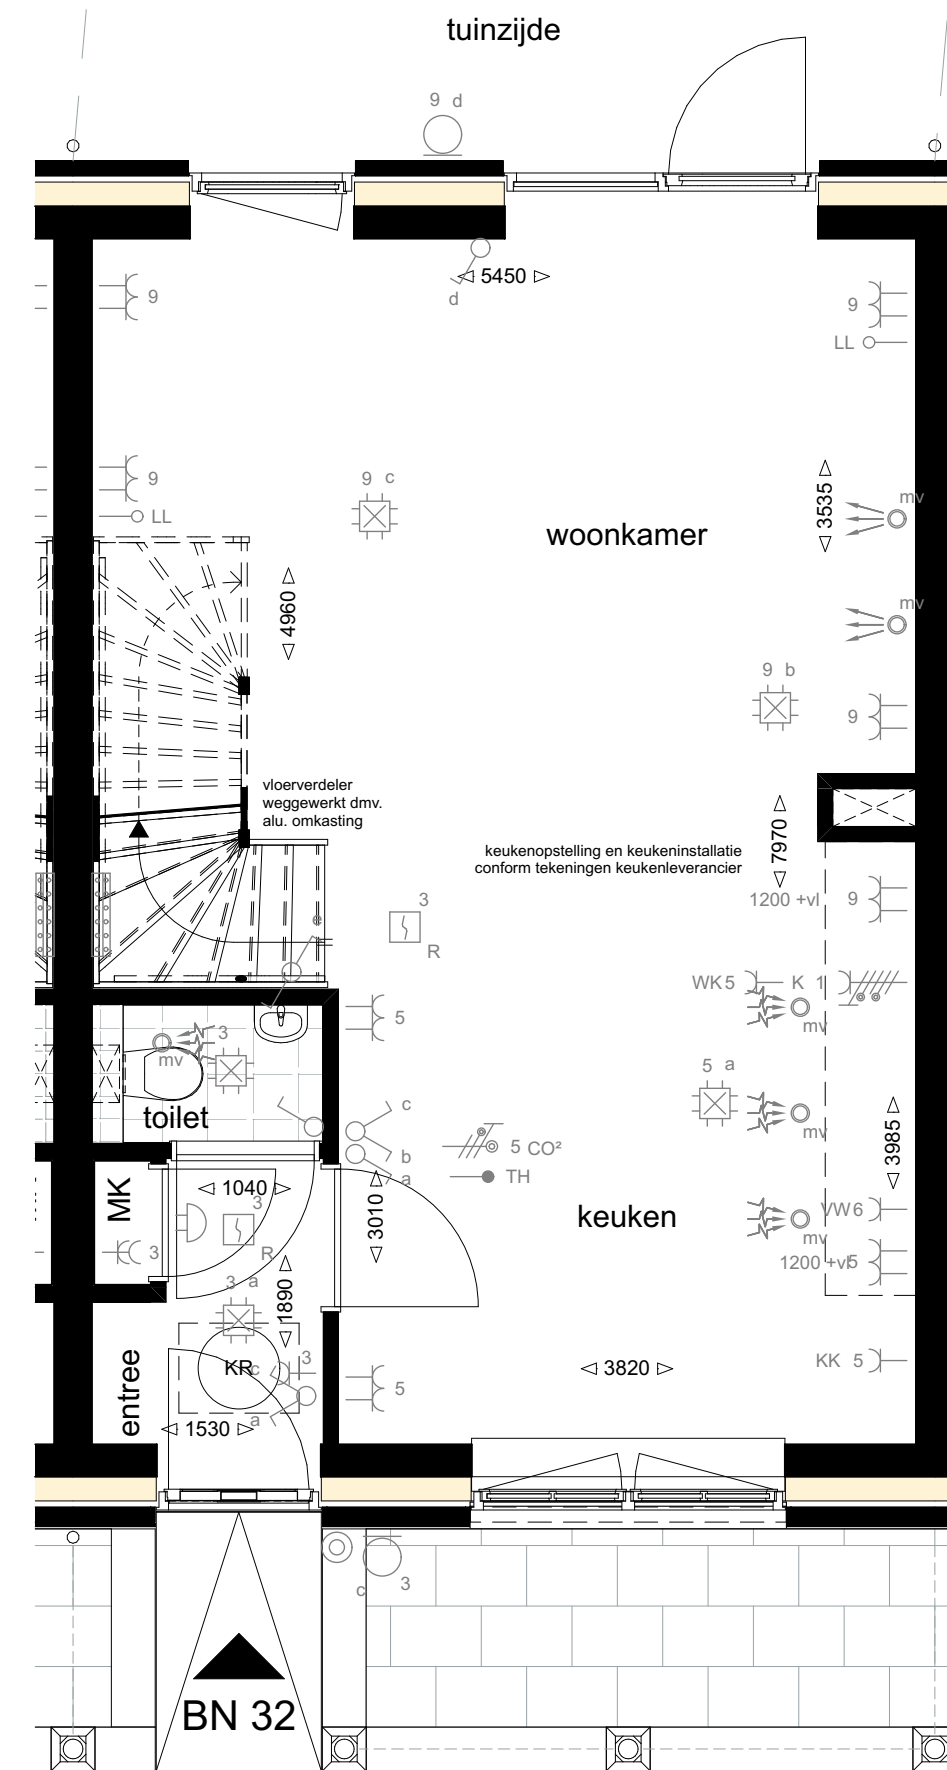 tuinzijde
9 d
5450
d
9
9
LL
9
LL
9 c
3535
mv
woonkamer
4960
mv
9 b
9
vloerverdeler
weggewerkt dmv.
alu. omkasting
7970
keukenopstelling en keukeninstallatie
conform tekeningen keukenleverancier
1200 +vl
9
3
R
e
WK 5
K 1
mv
5
3
mv
5 a
toilet
c
b
a
mv
5 CO²
TH
3985
MK
1040
3010
keuken
VW 6
mv
3
3
R
1200 +vl
5
3 a
1890
KR
c
3
5
3820
KK 5
entree
1530
a
c
3
BN 32